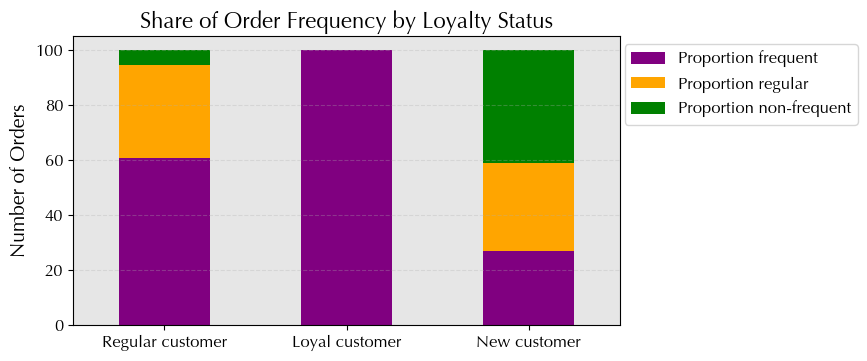 Share of Order Frequency by Loyalty Status
Number of Orders
100
80
60
40
20
0
Regular customer
Loyal customer
New customer
Proportion frequent
Proportion regular
Proportion non-frequent